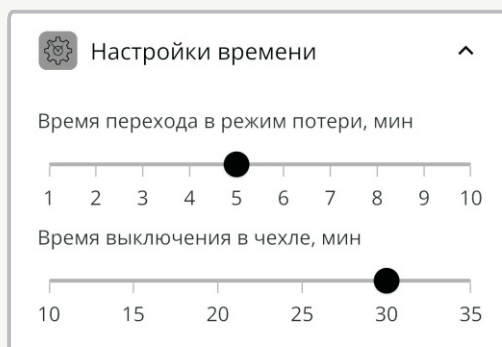 Настройки времени
Время перехода в режим потери, мин
1 2 3 4 5 6 7 8 9 10
Время выключения в чехле, мин
10 15 20 25 30 35